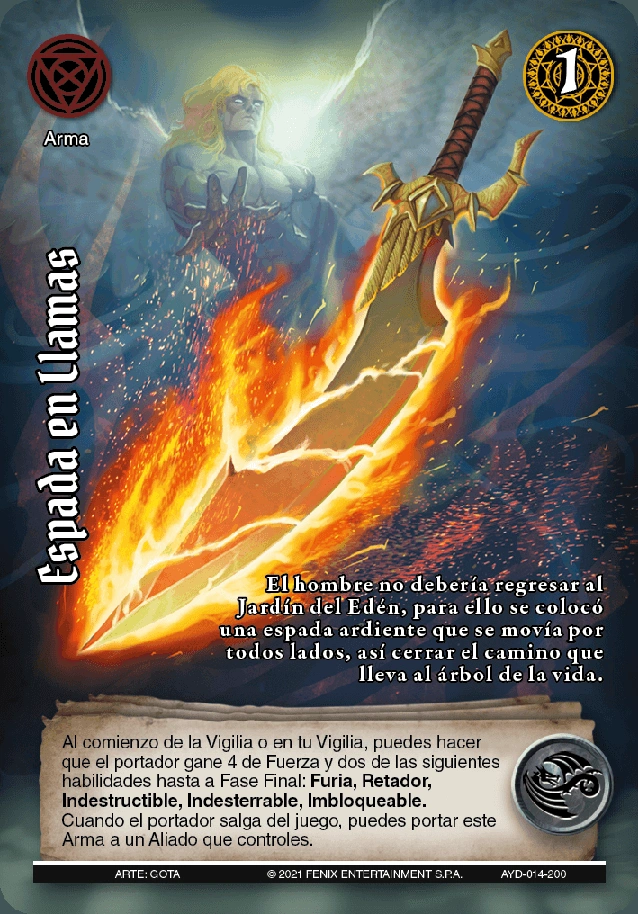 1
Arma
Espada en Llamas
El hombre no debería regresar al
Jardín del Edén, para ello se colocó
una espada ardiente que se movía por
todos lados, así cerrar el camino que
lleva al árbol de la vida.
Al comienzo de la Vigilia o en tu Vigilia, puedes hacer
que el portador gane 4 de Fuerza y dos de las siguientes
habilidades hasta a Fase Final: Furia, Retador,
Indestructible, Indesterrable, Imbloqueable.
Cuando el portador salga del juego, puedes portar este
Arma a un Aliado que controles.
ARTE: GOTA © 2021 FENIX ENTERTAINMENT S.P.A. AYD-014-200